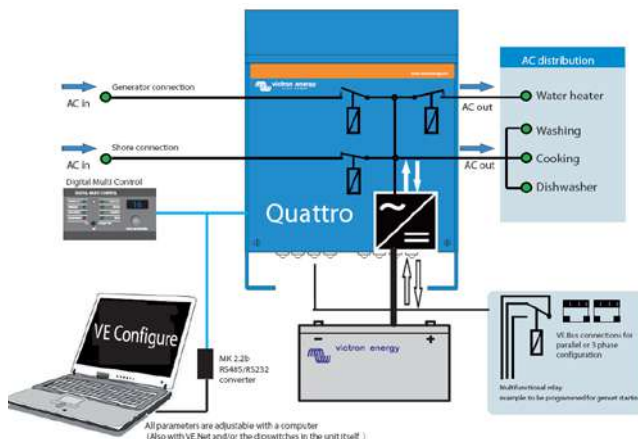 Generator connection
AC in
Shore connection
AC in
Digital Multi Control
victron energy
AC out
AC out
Quattro
AC distribution
Water heater
Washing
Cooking
Dishwasher
VE Configure
MK 2.2b
RS485/RS232
converter
victron energy
VE Bus connections for
parallel or 3 phase
configuration
Multifunctional relay
example to be programmed for genset starting
All parameters are adjustable with a computer
(Also with VE.Net and/or the dipswitches in the unit itself )